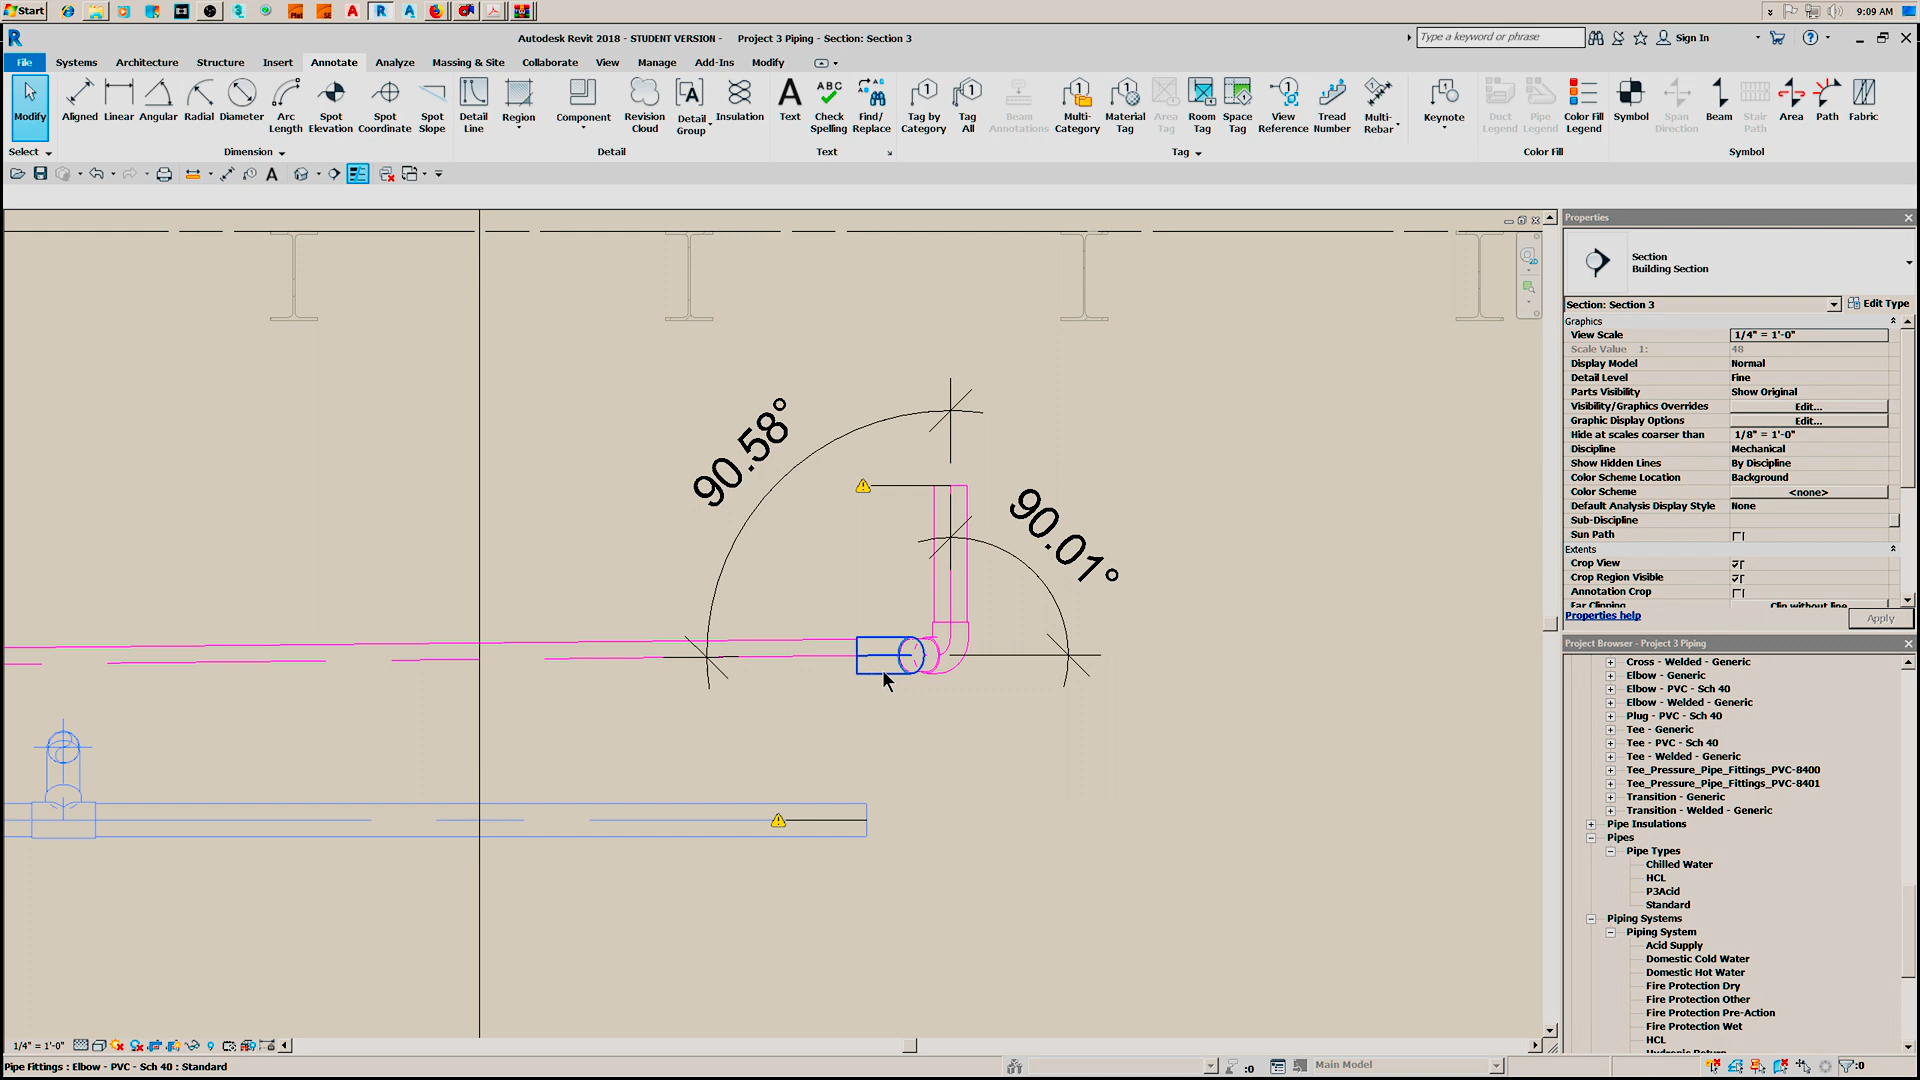 Start
9:09 AM
Autodesk Revit 2018 - STUDENT VERSION - Project 3 Piping - Section: Section 3
Type a keyword or phrase
Sign In
File Systems Architecture Structure Insert Annotate Analyze Massing & Site Collaborate View Manage Add-Ins Modify
Modify Aligned Linear Angular Radial Diameter Arc Length Spot Elevation Spot Coordinate Spot Slope Detail Line Region Component Revision Cloud Detail Group Insulation Text Check Spelling Find/ Replace Tag by Category Tag All Beam Annotations Multi- Category Material Tag Area Tag Room Tag Space Tag View Reference Tread Number Multi- Rebar Keynote Duct Legend Pipe Legend Color Fill Legend Symbol Span Direction Beam Stair Path Area Path Fabric
Select Dimension Detail Text Tag Color Fill Symbol
90.58°
90.01°
Properties
Section
Building Section
Section: Section 3
Edit Type
Graphics
View Scale 1/4" = 1'-0"
Scale Value 1: 48
Display Model Normal
Detail Level Fine
Parts Visibility Show Original
Visibility/Graphics Overrides Edit...
Graphic Display Options Edit...
Hide at scales coarser than 1/8" = 1'-0"
Discipline Mechanical
Show Hidden Lines By Discipline
Color Scheme Location Background
Color Scheme <none>
Default Analysis Display Style None
Sub-Discipline
Sun Path
Extents
Crop View
Crop Region Visible
Annotation Crop
Far Clipping Clip without line
Properties help
Apply
Project Browser - Project 3 Piping
Cross - Welded - Generic
Elbow - Generic
Elbow - PVC - Sch 40
Elbow - Welded - Generic
Plug - PVC - Sch 40
Tee - Generic
Tee - PVC - Sch 40
Tee - Welded - Generic
Tee_Pressure_Pipe_Fittings_PVC-8400
Tee_Pressure_Pipe_Fittings_PVC-8401
Transition - Generic
Transition - Welded - Generic
Pipe Insulations
Pipes
Pipe Types
Chilled Water
HCL
P3Acid
Standard
Piping Systems
Piping System
Acid Supply
Domestic Cold Water
Domestic Hot Water
Fire Protection Dry
Fire Protection Other
Fire Protection Pre-Action
Fire Protection Wet
HCL
Hydronic Return
1/4" = 1'-0"
Pipe Fittings : Elbow - PVC - Sch 40 : Standard
:0
Main Model
:0